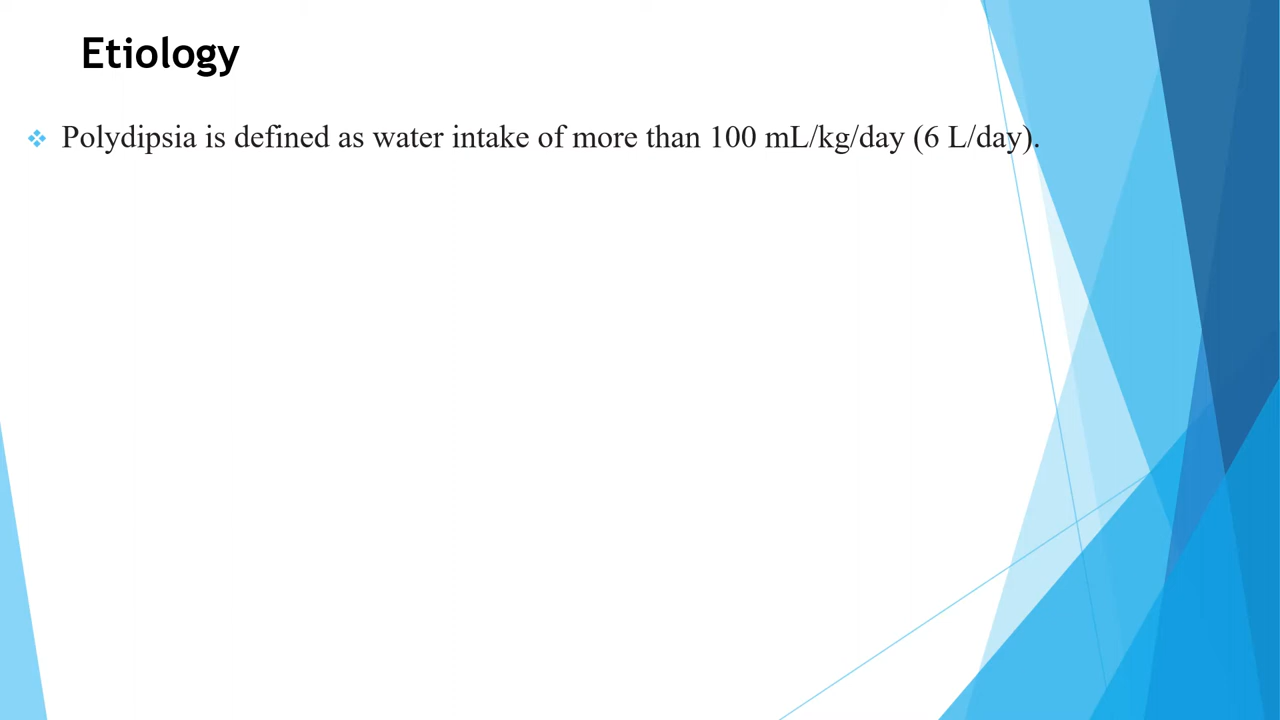 Etiology
Polydipsia is defined as water intake of more than 100 mL/kg/day (6 L/day).